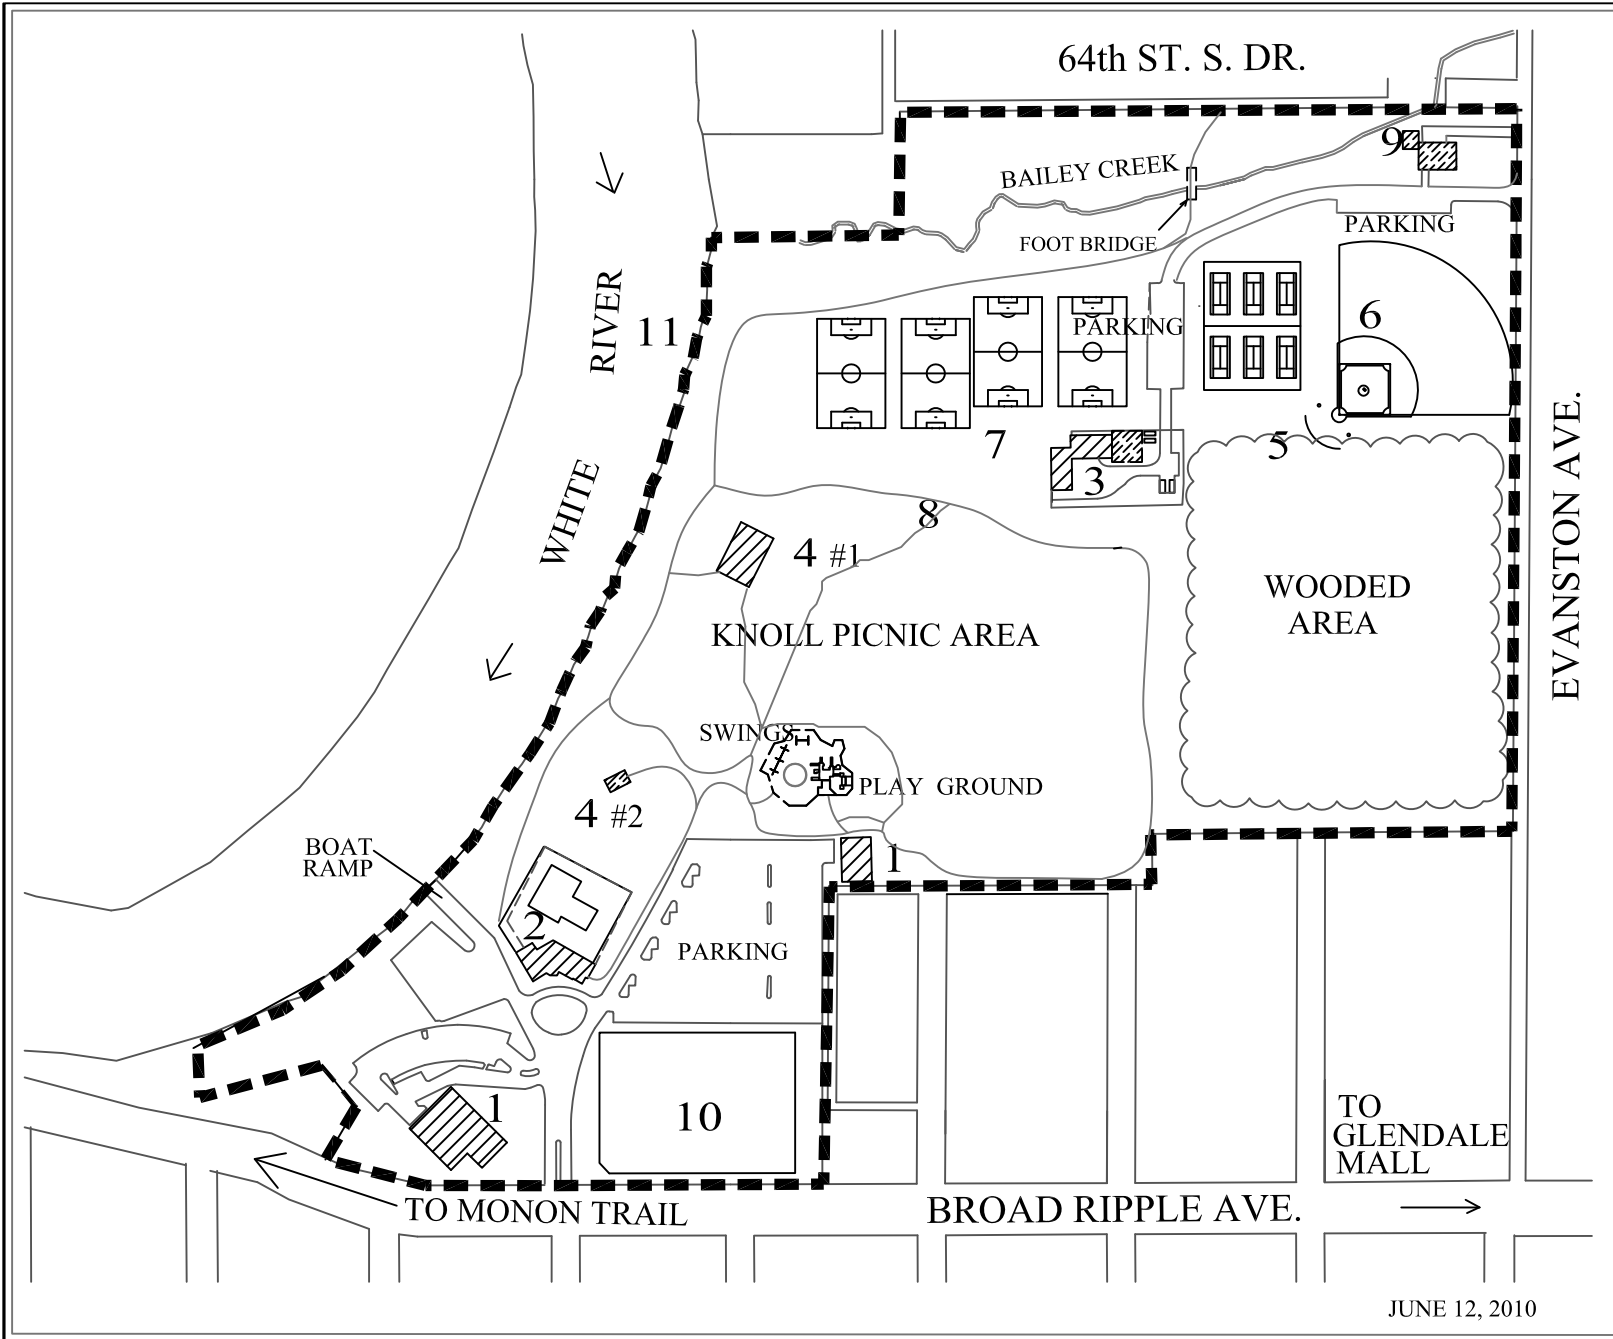 64th ST. S. DR.
9
BAILEY CREEK
PARKING
FOOT BRIDGE
RIVER
11
6
PARKING
EVANSTON AVE.
7
5
3
WHITE
8
4 #1
WOODED
AREA
KNOLL PICNIC AREA
SWINGS
PLAY GROUND
4 #2
BOAT
RAMP
1
2
PARKING
1
10
TO
GLENDALE
MALL
TO MONON TRAIL
BROAD RIPPLE AVE.
JUNE 12, 2010